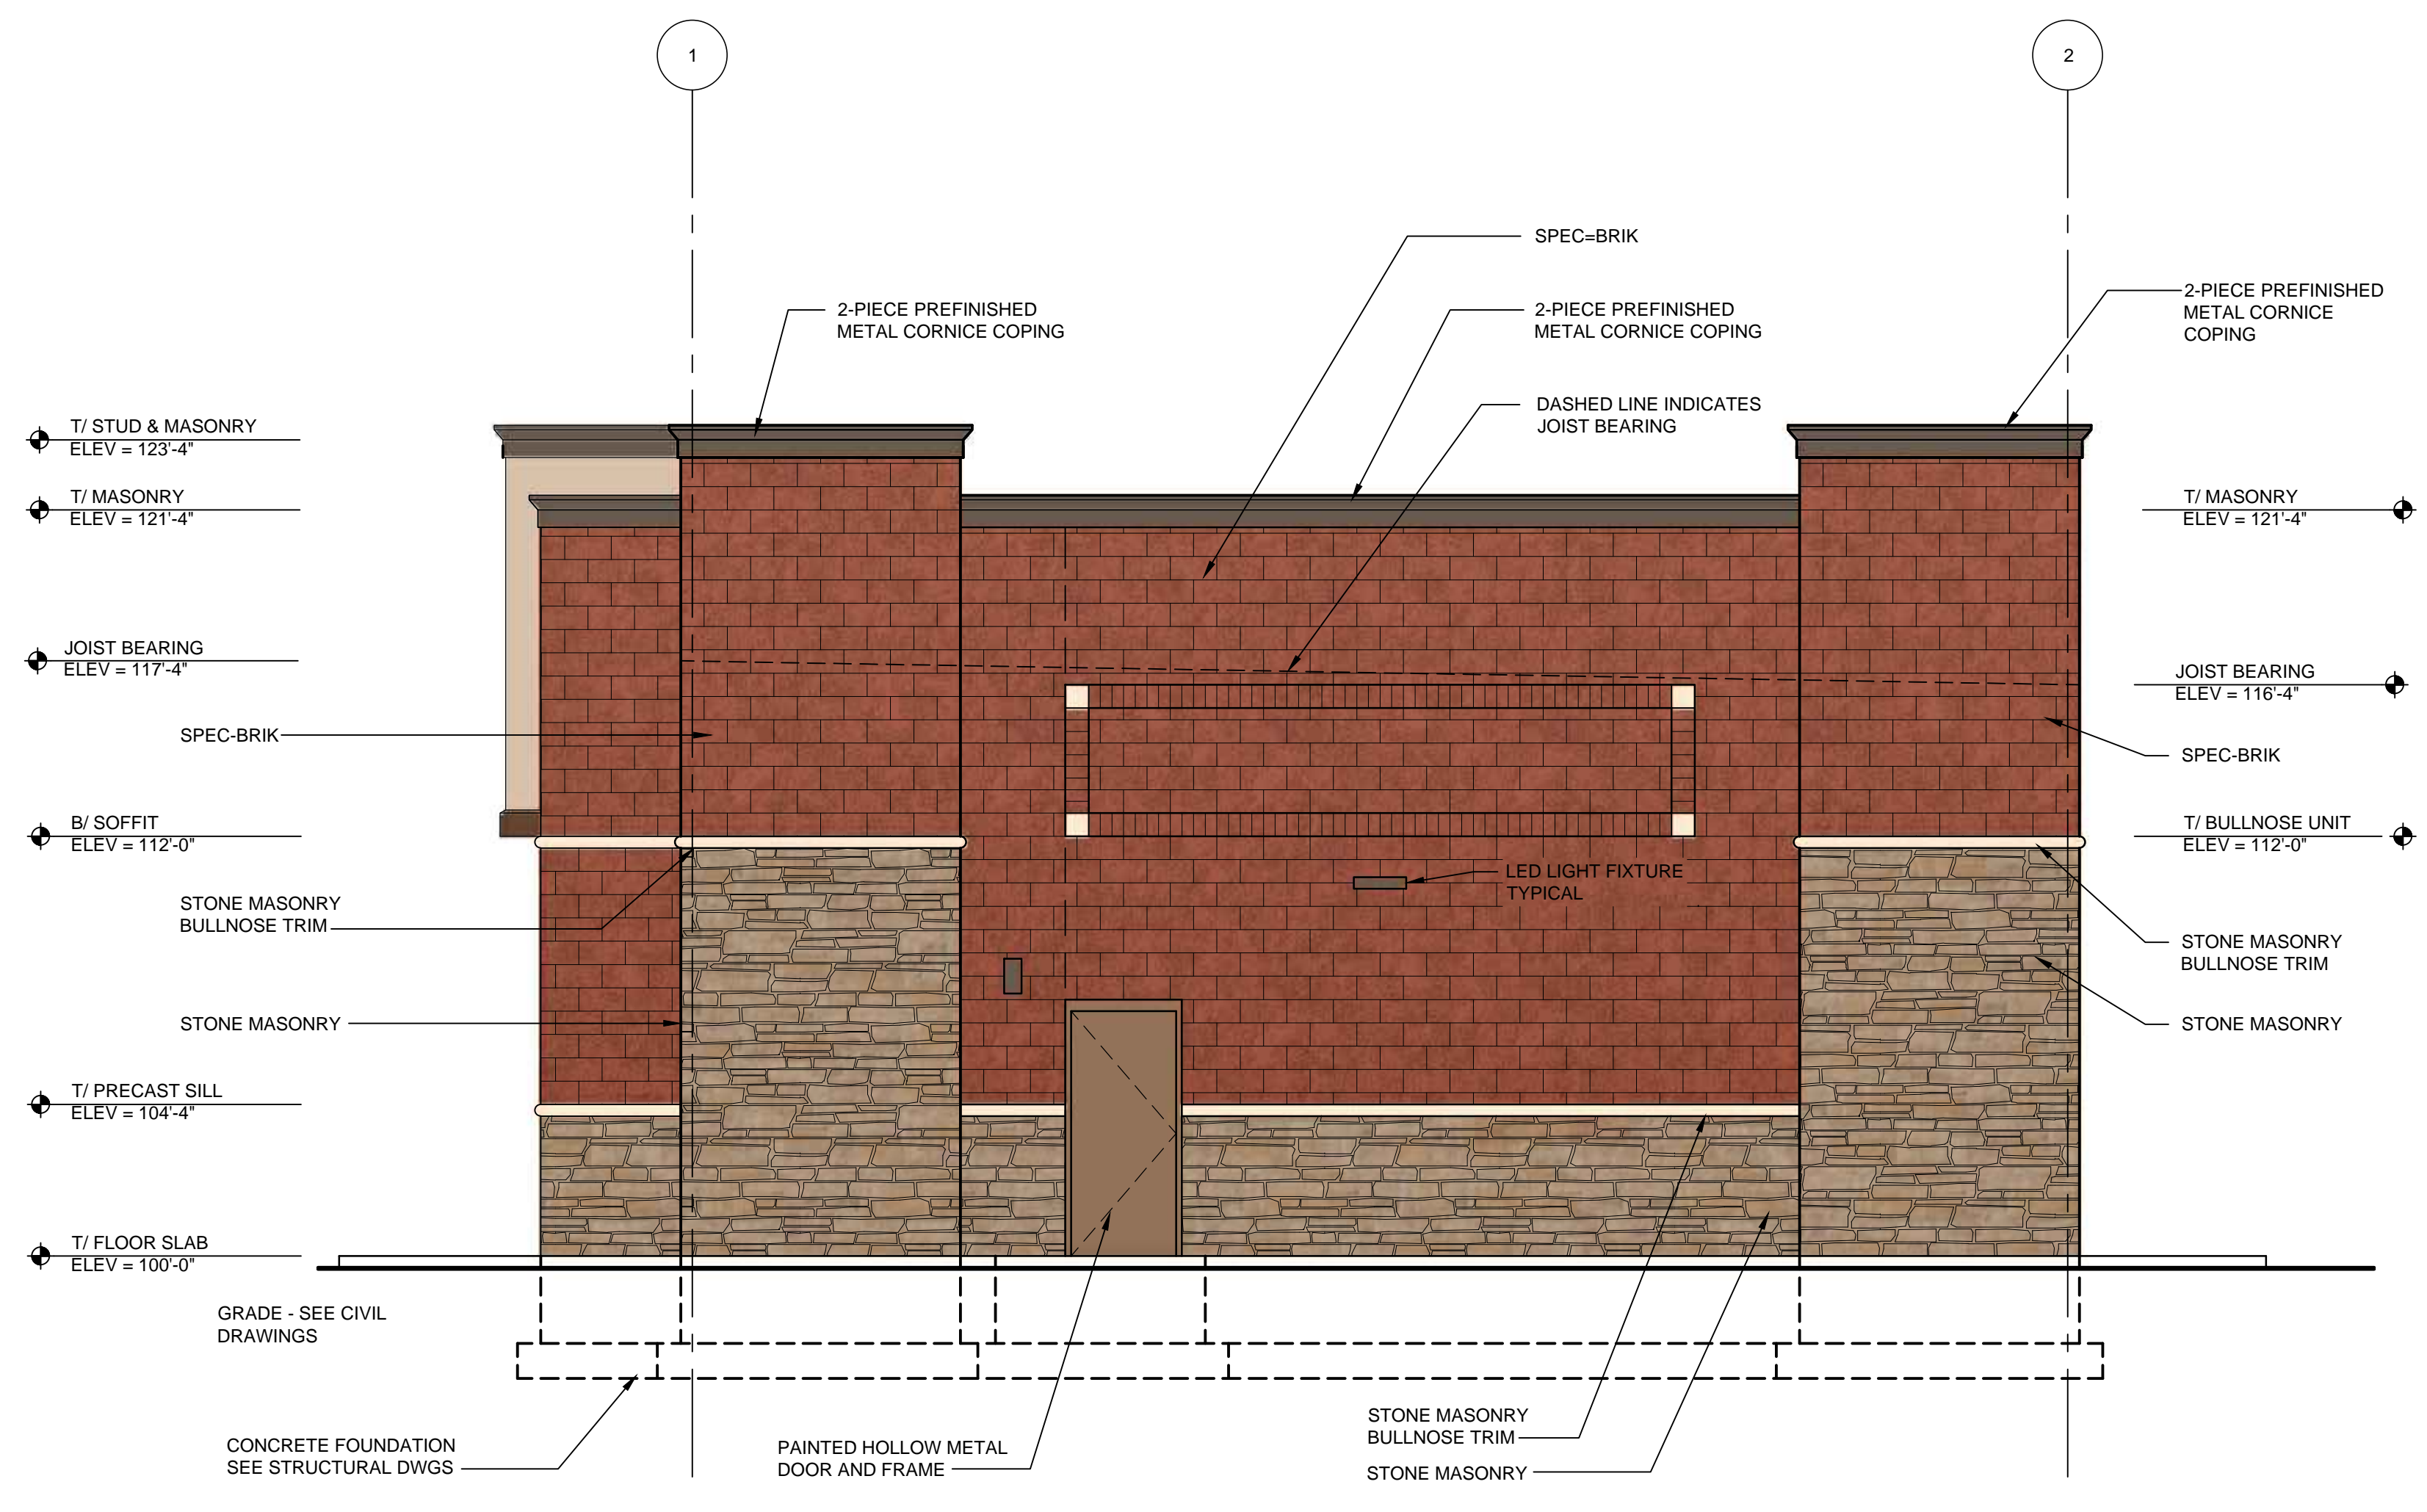 1
2
SPEC=BRIK
2-PIECE PREFINISHED
METAL CORNICE COPING
2-PIECE PREFINISHED
METAL CORNICE COPING
2-PIECE PREFINISHED
METAL CORNICE
COPING
DASHED LINE INDICATES
JOIST BEARING
T/ STUD & MASONRY
ELEV = 123'-4"
T/ MASONRY
ELEV = 121'-4"
T/ MASONRY
ELEV = 121'-4"
JOIST BEARING
ELEV = 117'-4"
JOIST BEARING
ELEV = 116'-4"
SPEC-BRIK
SPEC-BRIK
B/ SOFFIT
ELEV = 112'-0"
T/ BULLNOSE UNIT
ELEV = 112'-0"
LED LIGHT FIXTURE
TYPICAL
STONE MASONRY
BULLNOSE TRIM
STONE MASONRY
BULLNOSE TRIM
STONE MASONRY
STONE MASONRY
T/ PRECAST SILL
ELEV = 104'-4"
T/ FLOOR SLAB
ELEV = 100'-0"
GRADE - SEE CIVIL
DRAWINGS
CONCRETE FOUNDATION
SEE STRUCTURAL DWGS
PAINTED HOLLOW METAL
DOOR AND FRAME
STONE MASONRY
BULLNOSE TRIM
STONE MASONRY